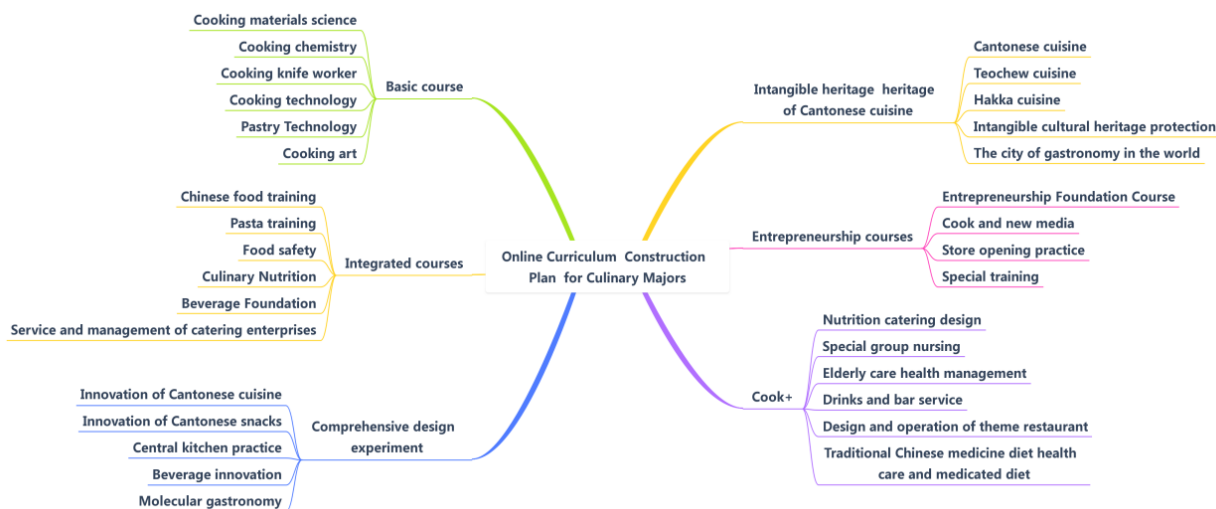 Online Curriculum Construction
Plan for Culinary Majors
Basic course
Cooking materials science
Cooking chemistry
Cooking knife worker
Cooking technology
Pastry Technology
Cooking art
Integrated courses
Chinese food training
Pasta training
Food safety
Culinary Nutrition
Beverage Foundation
Service and management of catering enterprises
Comprehensive design
experiment
Innovation of Cantonese cuisine
Innovation of Cantonese snacks
Central kitchen practice
Beverage innovation
Molecular gastronomy
Intangible heritage heritage
of Cantonese cuisine
Cantonese cuisine
Teochew cuisine
Hakka cuisine
Intangible cultural heritage protection
The city of gastronomy in the world
Entrepreneurship courses
Entrepreneurship Foundation Course
Cook and new media
Store opening practice
Special training
Cook+
Nutrition catering design
Special group nursing
Elderly care health management
Drinks and bar service
Design and operation of theme restaurant
Traditional Chinese medicine diet health
care and medicated diet